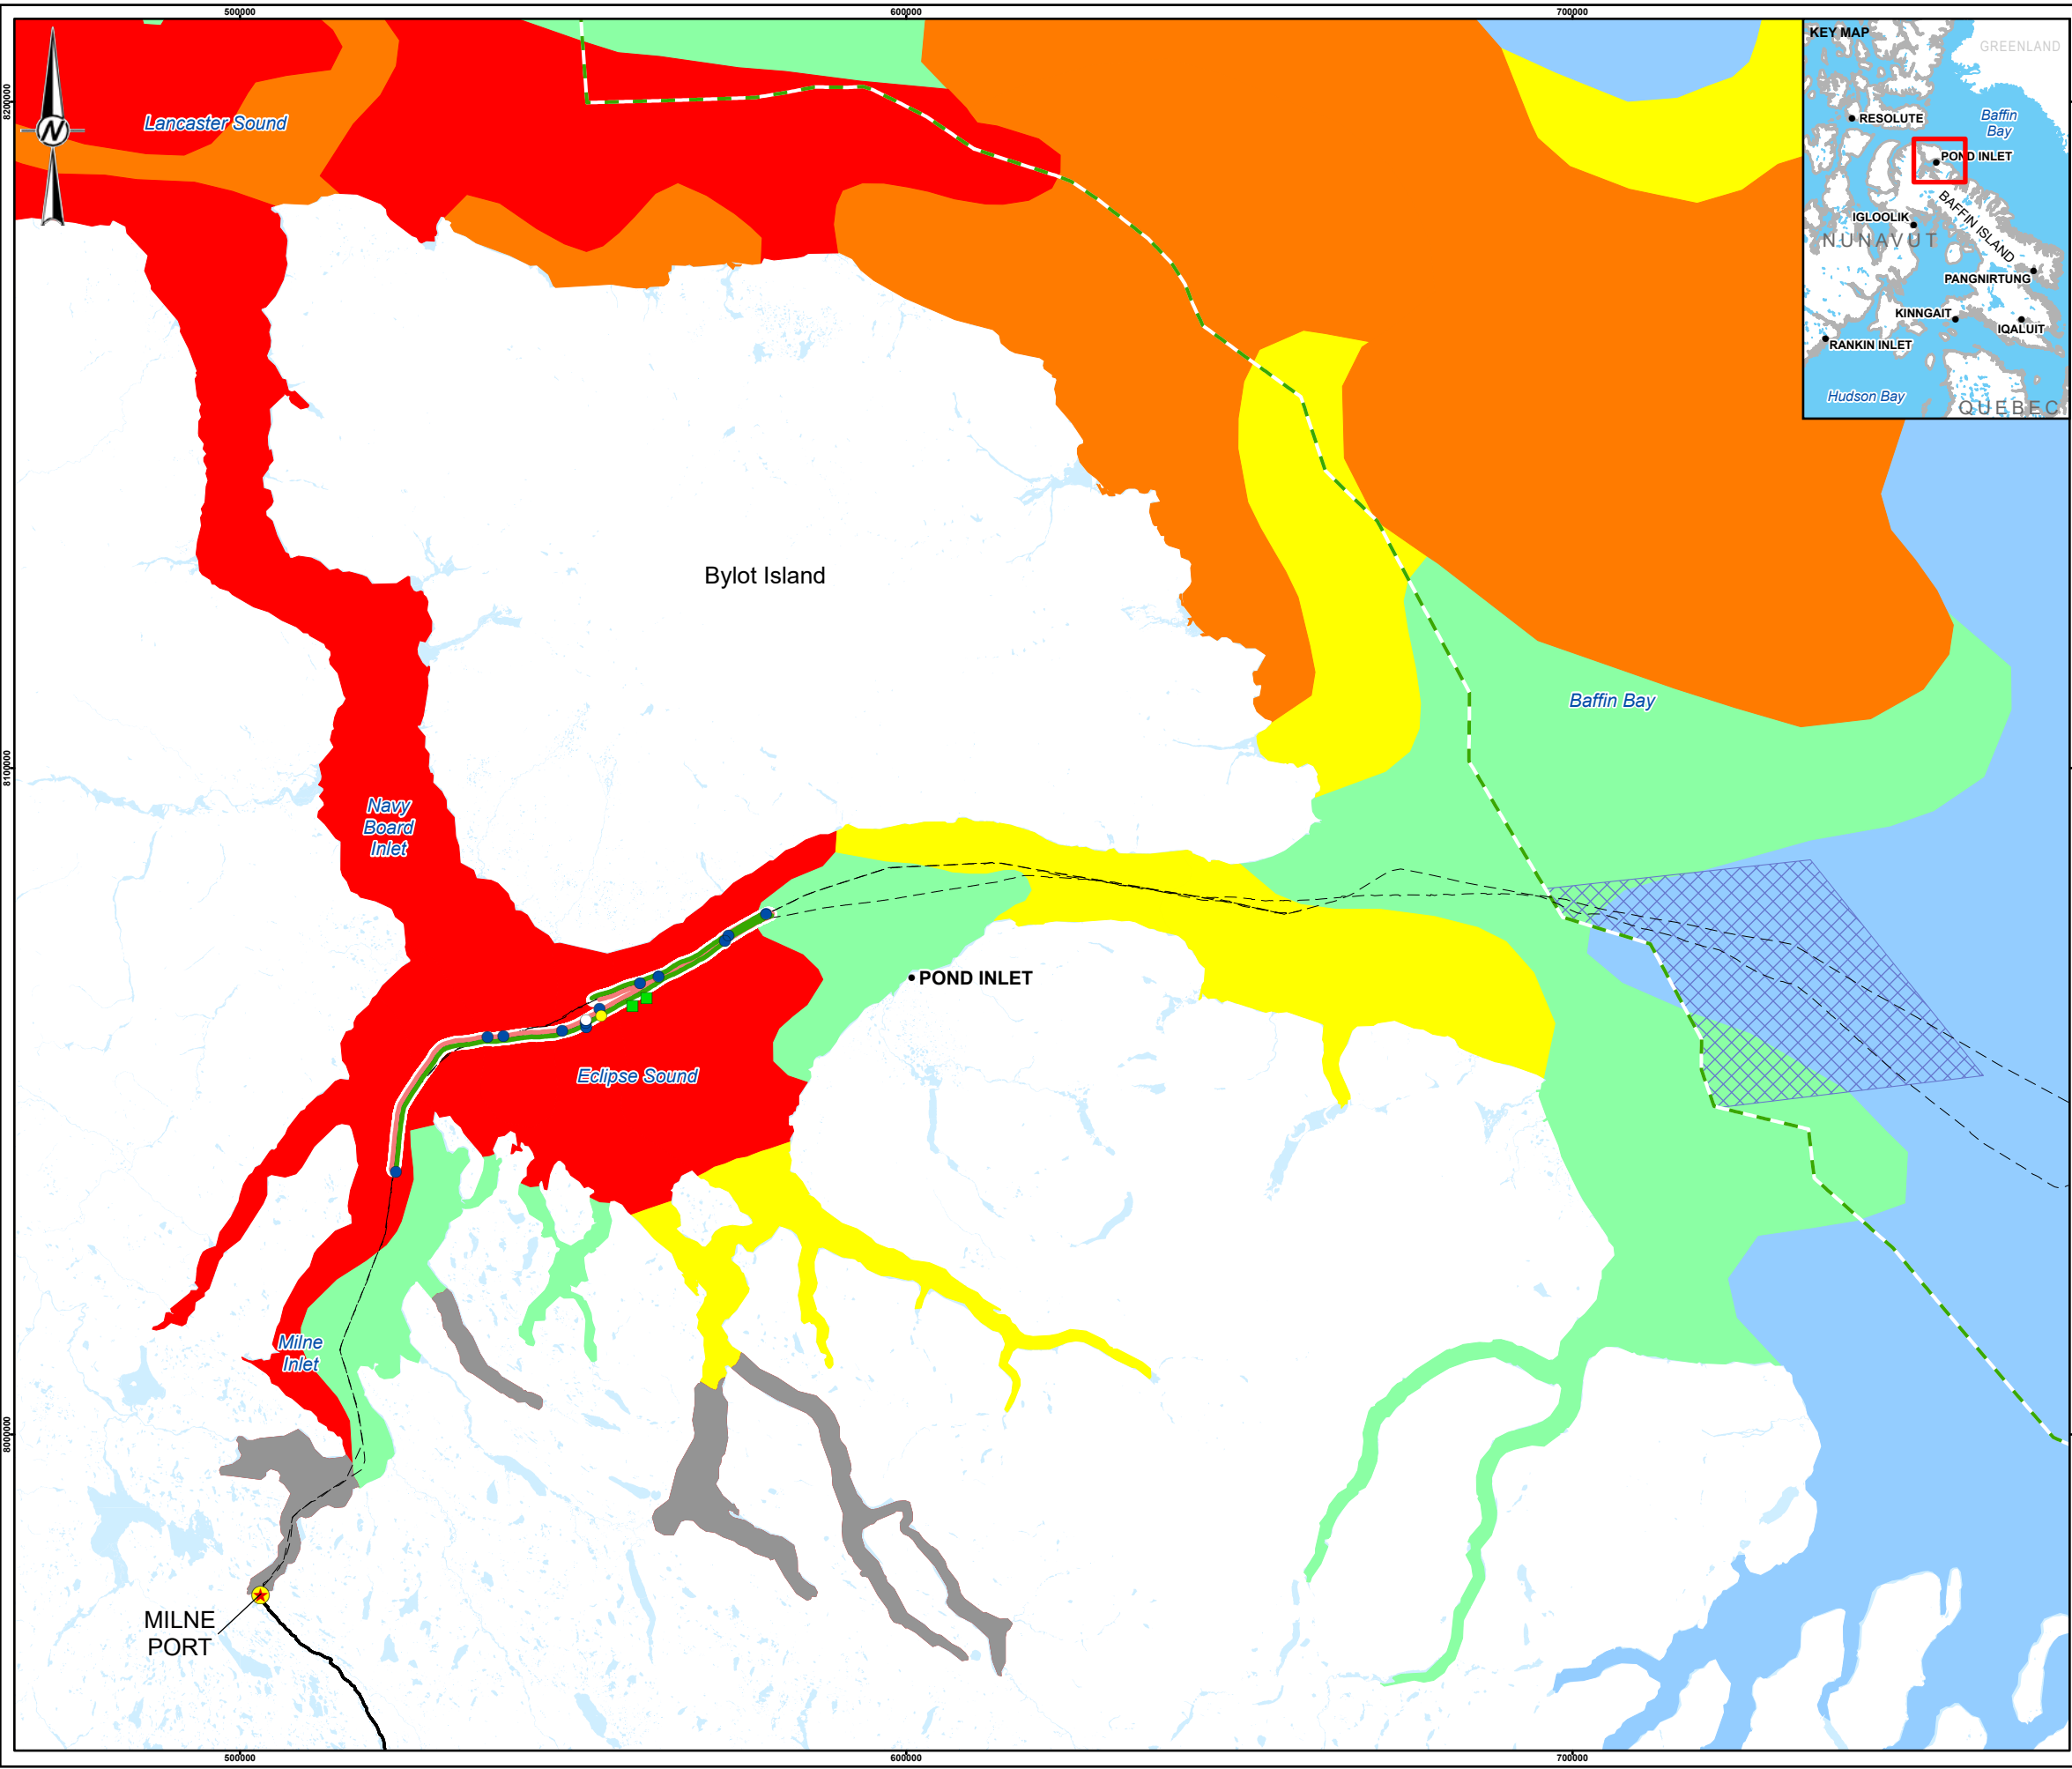 500000
600000
700000
KEY MAP
GREENLAND
RESOLUTE
Baffin
Bay
POND INLET
BAFFIN ISLAND
IGLOOLIK
NUNAVUT
PANGNIRTUNG
KINNGAIT
IQALUIT
RANKIN INLET
Hudson Bay
QUEBEC
8200000
N
Lancaster Sound
Bylot Island
Baffin Bay
8100000
Navy
Board
Inlet
POND INLET
Eclipse Sound
Milne
Inlet
8000000
MILNE
PORT
500000
600000
700000